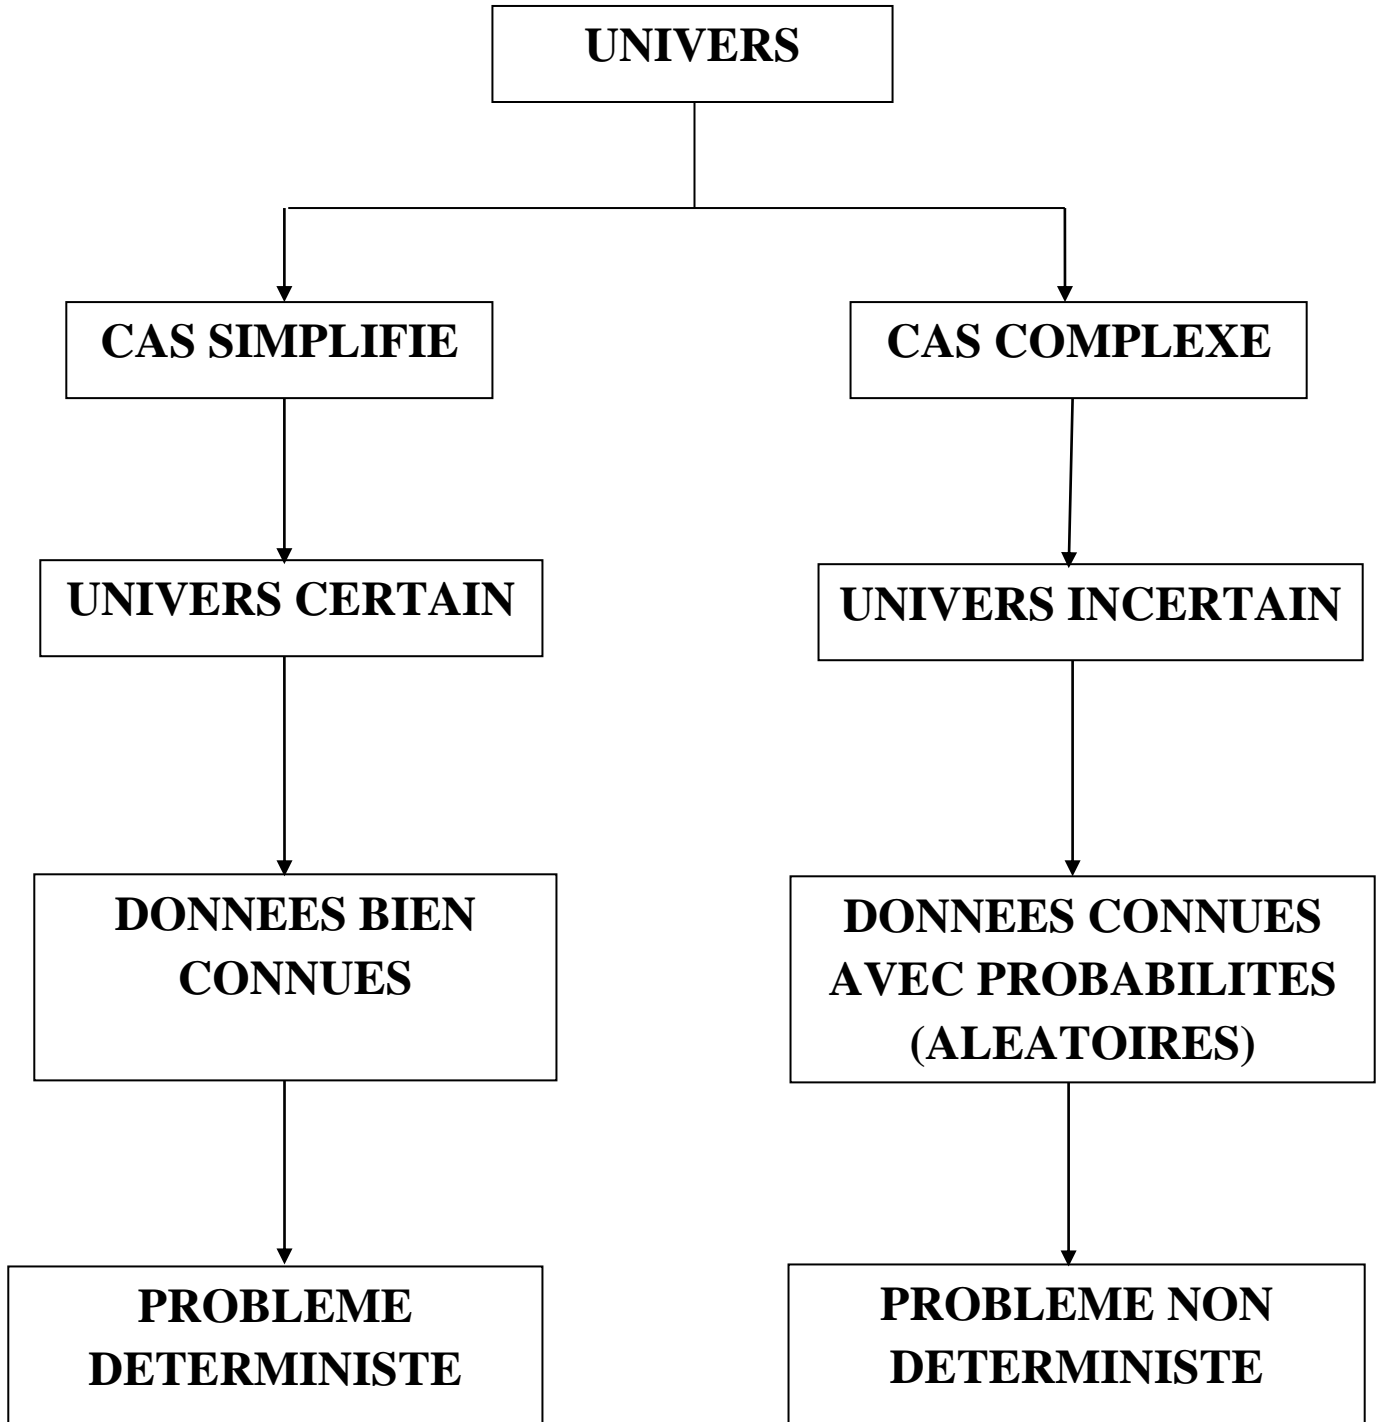 UNIVERS
CAS SIMPLIFIE
CAS COMPLEXE
UNIVERS CERTAIN
UNIVERS INCERTAIN
DONNEES BIEN
CONNUES
DONNEES CONNUES
AVEC PROBABILITES
(ALEATOIRES)
PROBLEME
DETERMINISTE
PROBLEME NON
DETERMINISTE